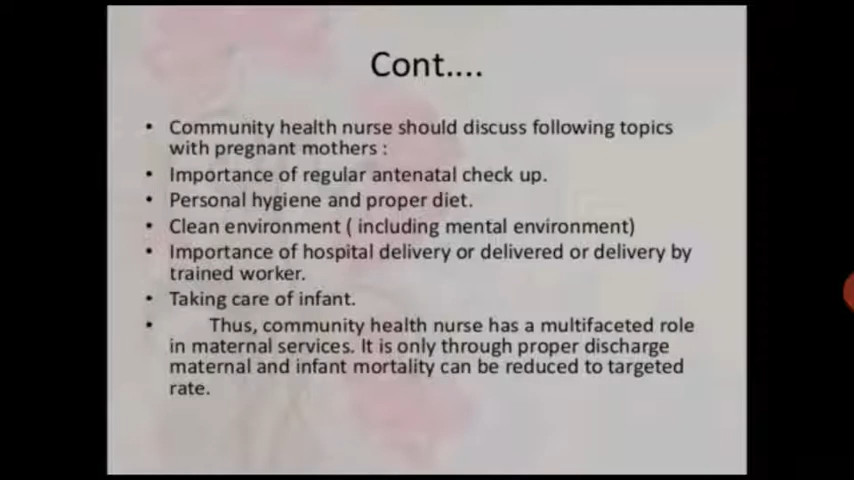 Cont....
• Community health nurse should discuss following topics
with pregnant mothers :
• Importance of regular antenatal check up.
• Personal hygiene and proper diet.
• Clean environment ( including mental environment)
• Importance of hospital delivery or delivered or delivery by
trained worker.
• Taking care of infant.
• Thus, community health nurse has a multifaceted role
in maternal services. It is only through proper discharge
maternal and infant mortality can be reduced to targeted
rate.